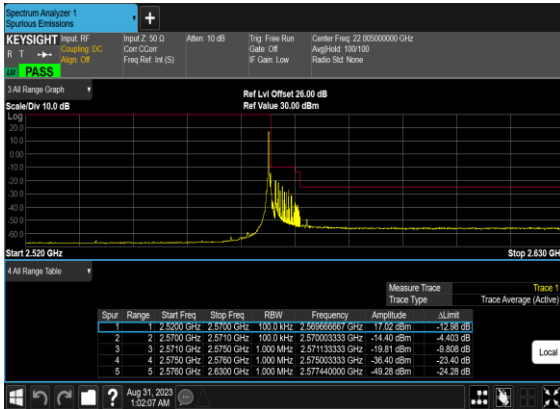 Spectrum Analyzer 1
Spurious Emissions
+
KEYSIGHT Input: RF Input Z: 50 Ω Atten: 10 dB Trig: Free Run Center Freq: 22.005000000 GHz
R T Coupling: DC Corr CCorr Gate: Off Avg|Hold: 100/100
Align: Off Freq Ref: Int (S) IF Gain: Low Radio Std: None
PASS
3 All Range Graph Ref Lvl Offset 26.00 dB
Scale/Div 10.0 dB Ref Value 30.00 dBm
Log
20.0
10.0
0.00
-10.0
-20.0
-30.0
-40.0
-50.0
-60.0
Start 2.520 GHz Stop 2.630 GH
4 All Range Table
Measure Trace Trace 1
Trace Type Trace Average (Active)
Spur Range Start Freq Stop Freq RBW Frequency Amplitude ΔLimit
1 1 2.5200 GHz 2.5700 GHz 100.0 kHz 2.569666667 GHz 17.02 dBm -12.98 dB
2 2 2.5700 GHz 2.5710 GHz 100.0 kHz 2.570003333 GHz -14.40 dBm -4.403 dB
3 3 2.5710 GHz 2.5750 GHz 1.000 MHz 2.571133333 GHz -19.81 dBm -9.808 dB
4 4 2.5750 GHz 2.5760 GHz 1.000 MHz 2.575003333 GHz -36.40 dBm -23.40 dB
5 5 2.5760 GHz 2.6300 GHz 1.000 MHz 2.577440000 GHz -49.28 dBm -24.28 dB
Local
Aug 31, 2023
1:02:07 AM